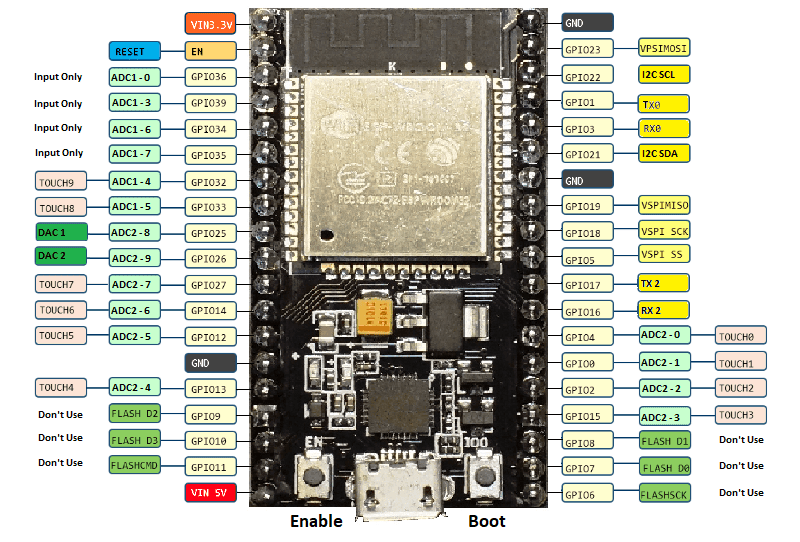 VIN3.3v GND
RESET EN GPIO23 VPSIMOSI
Input Only ADC1-0 GPIO36 GPIO22 I2C SCL
Input Only ADC1-3 GPIO39 GPIO1 TX0
Input Only ADC1-6 GPIO34 GPIO3 RX0
Input Only ADC1-7 GPIO35 GPIO21 I2C SDA
TOUCH9 ADC1-4 GPIO32 GND
TOUCH8 ADC1-5 GPIO33 GPIO19 VSPIMISO
DAC 1 ADC2-8 GPIO25 GPIO18 VSPI SCK
DAC 2 ADC2-9 GPIO26 GPIO5 VSPI SS
TOUCH7 ADC2-7 GPIO27 GPIO17 TX 2
TOUCH6 ADC2-6 GPIO14 GPIO16 RX 2
TOUCH5 ADC2-5 GPIO12 GPIO4 ADC2-0 TOUCH0
GND GPIO0 ADC2-1 TOUCH1
TOUCH4 ADC2-4 GPIO13 GPIO2 ADC2-2 TOUCH2
Don't Use FLASH D2 GPIO9 GPIO15 ADC2-3 TOUCH3
Don't Use FLASH D3 GPIO10 EN IO0 GPIO8 FLASH D1 Don't Use
Don't Use FLASHCMD GPIO11 GPIO7 FLASH D0 Don't Use
VIN 5V GPIO6 FLASHSCK Don't Use
Enable Boot